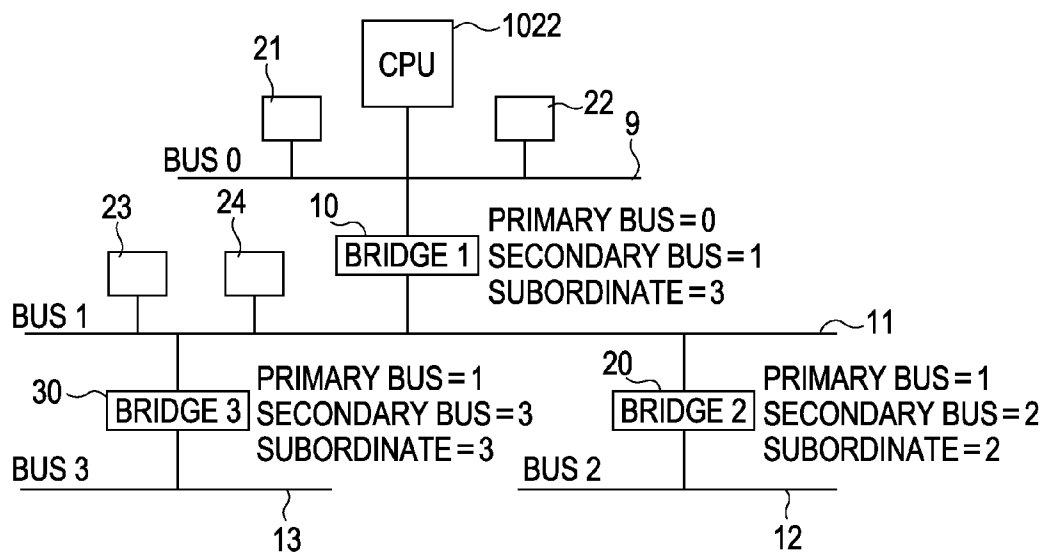 1022
21
CPU
22
9
BUS 0
10
PRIMARY BUS=0
23
24
BRIDGE 1
SECONDARY BUS=1
SUBORDINATE=3
BUS 1
11
30
PRIMARY BUS=1
20
PRIMARY BUS=1
BRIDGE 3
SECONDARY BUS=3
BRIDGE 2
SECONDARY BUS=2
SUBORDINATE=3
SUBORDINATE=2
BUS 3
BUS 2
13
12